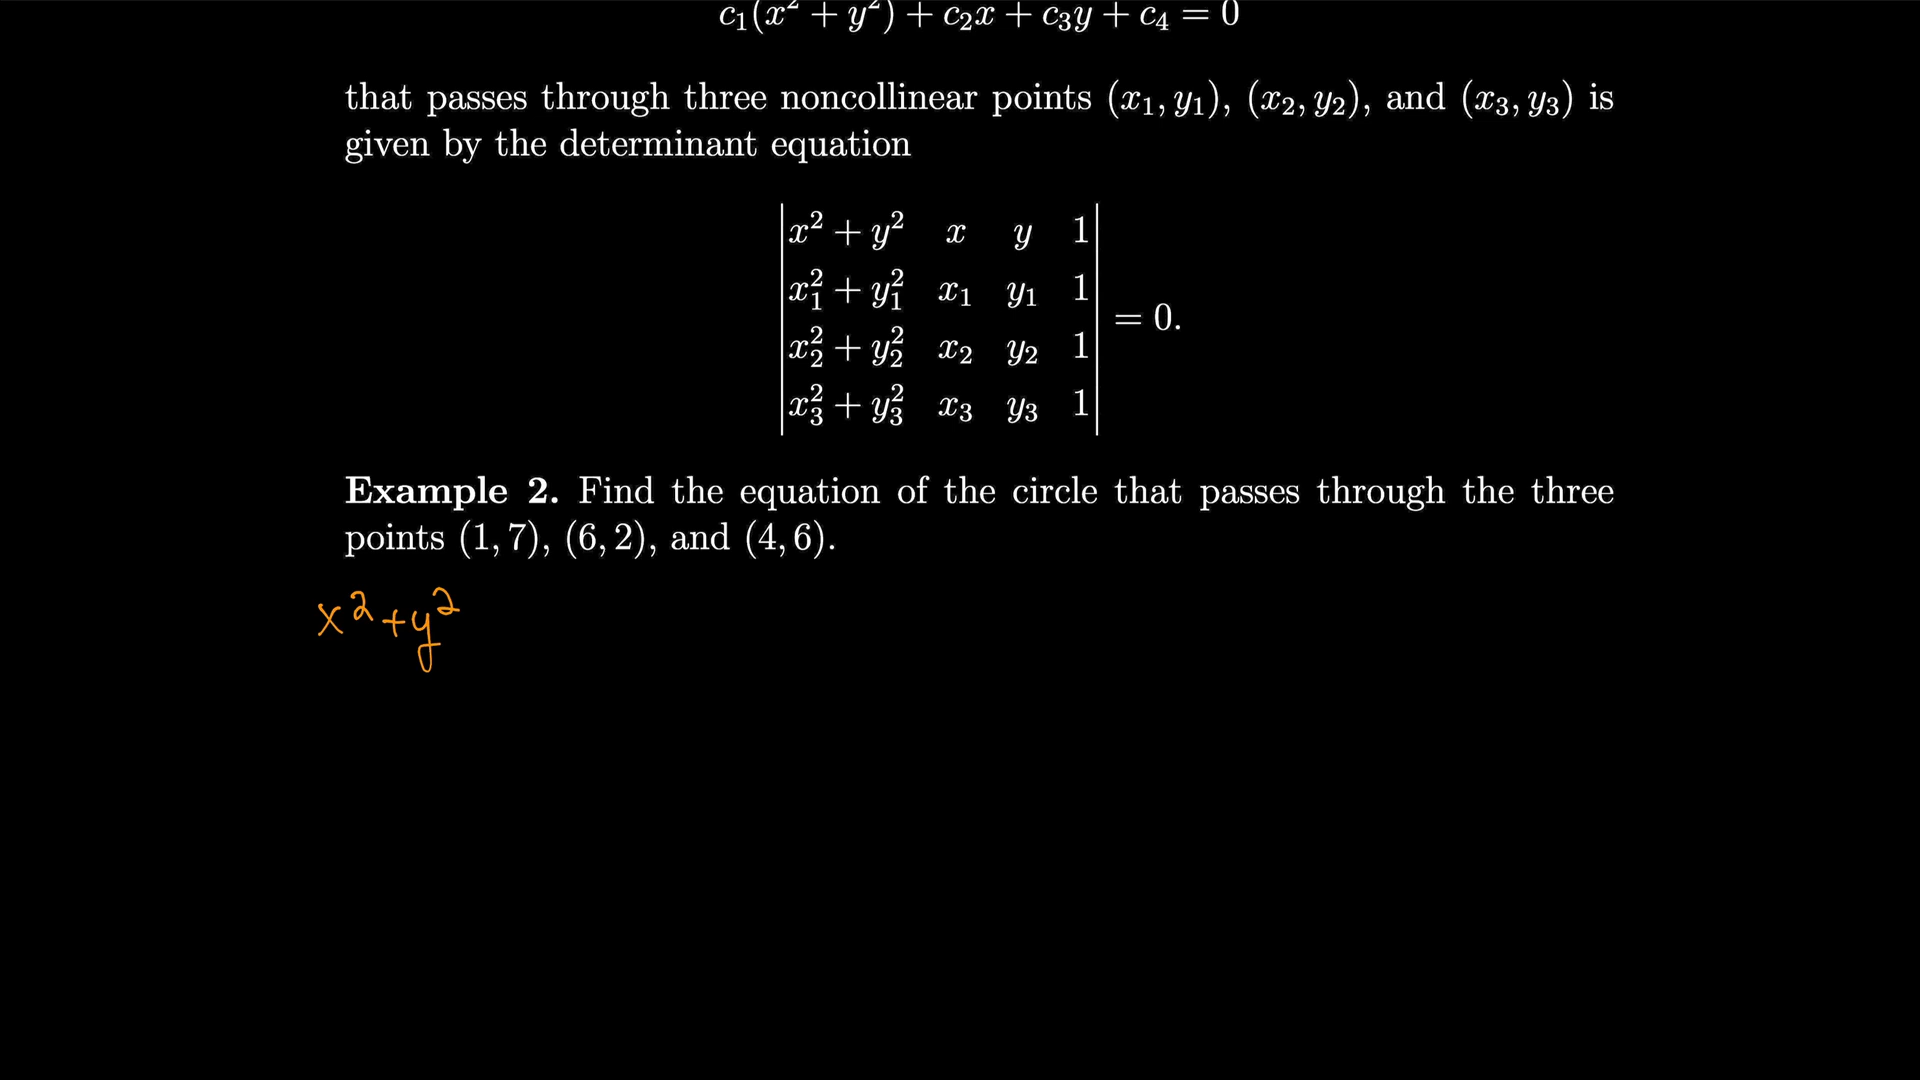 c₁(x² + y²) + c₂x + c₃y + c₄ = 0
that passes through three noncollinear points (x₁, y₁), (x₂, y₂), and (x₃, y₃) is
given by the determinant equation
|x² + y² x y 1|
|x₁² + y₁² x₁ y₁ 1|
|x₂² + y₂² x₂ y₂ 1|
|x₃² + y₃² x₃ y₃ 1| = 0.
Example 2. Find the equation of the circle that passes through the three
points (1, 7), (6, 2), and (4, 6).
x²+y²